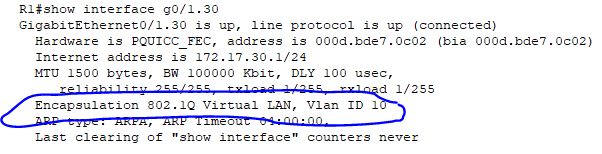 R1#show interface g0/1.30
GigabitEthernet0/1.30 is up, line protocol is up (connected)
Hardware is PQUICC_FEC, address is 000d.bde7.0c02 (bia 000d.bde7.0c02)
Internet address is 172.17.30.1/24
MTU 1500 bytes, BW 100000 Kbit, DLY 100 usec,
reliability 255/255, txload 1/255, rxload 1/255
Encapsulation 802.1Q Virtual LAN, Vlan ID 10
ARP type: ARPA, ARP Timeout 04:00:00,
Last clearing of "show interface" counters never